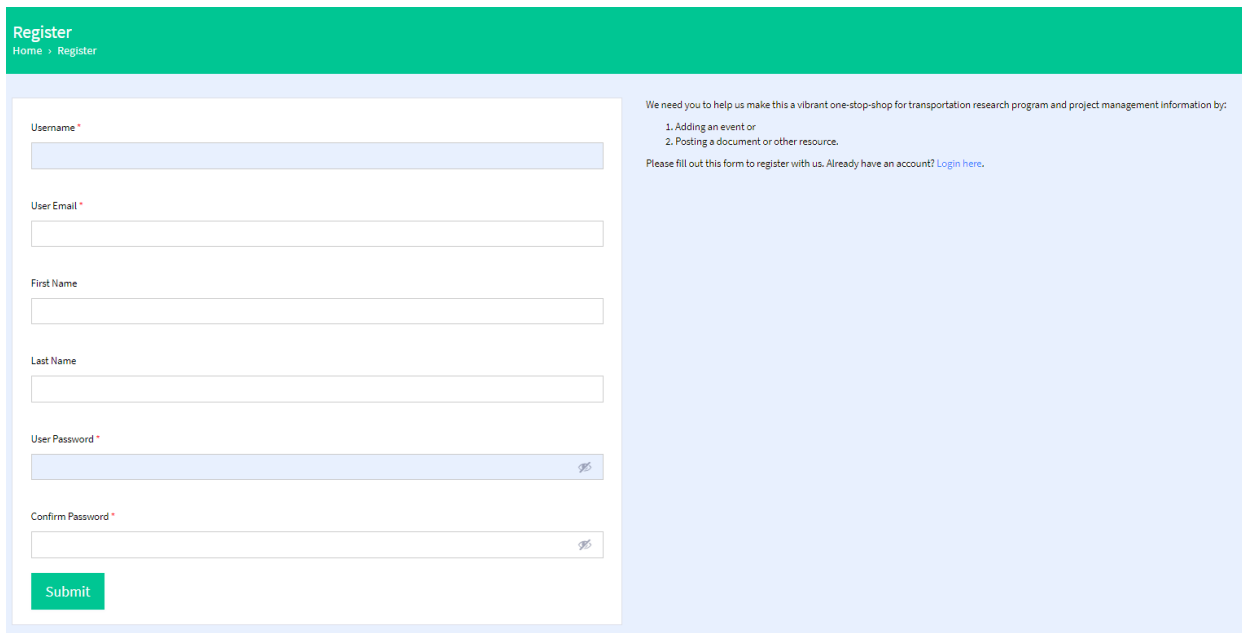 Register
Home › Register
Username *
User Email *
First Name
Last Name
User Password *
Confirm Password *
Submit
We need you to help us make this a vibrant one-stop-shop for transportation research program and project management information by:
1. Adding an event or
2. Posting a document or other resource.
Please fill out this form to register with us. Already have an account? Login here.